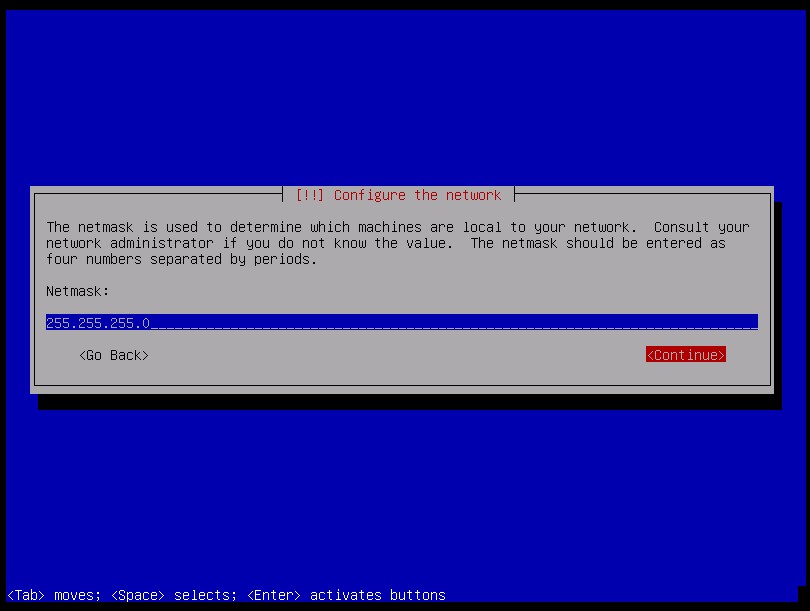 [!!] Configure the network
The netmask is used to determine which machines are local to your network.  Consult your
network administrator if you do not know the value.  The netmask should be entered as
four numbers separated by periods.
Netmask:
255.255.255.0
<Go Back> <Continue>
<Tab> moves; <Space> selects; <Enter> activates buttons